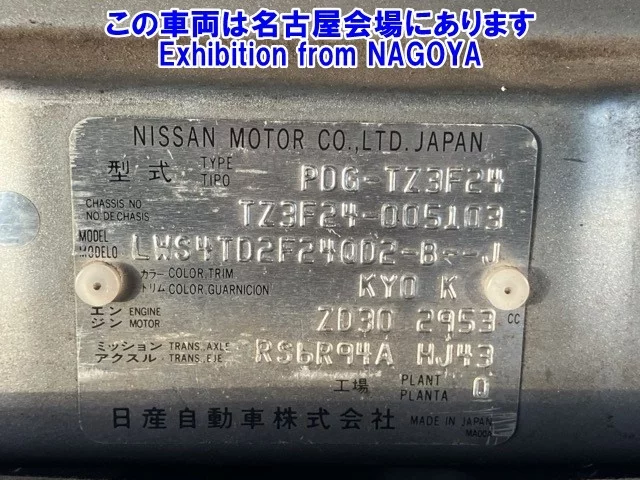 この車両は名古屋会場にあります
Exhibition from NAGOYA
NISSAN MOTOR CO.,LTD. JAPAN
型式 TYPE TIPO PDG-TZ3F24
CHASSIS NO NO.DE CHASIS TZ3F24-005103
MODEL MODELO LWS4TD2F24QD2-B---J
カラー COLOR,TRIM
トリム COLOR,GUARNICION KY0 K
エンジン ENGINE MOTOR ZD30 2953 CC
ミッション TRANS.,AXLE
アクスル TRANS.,EJE RS6R94A HJ43
工場 PLANT PLANTA Q
日産自動車株式会社 MADE IN JAPAN